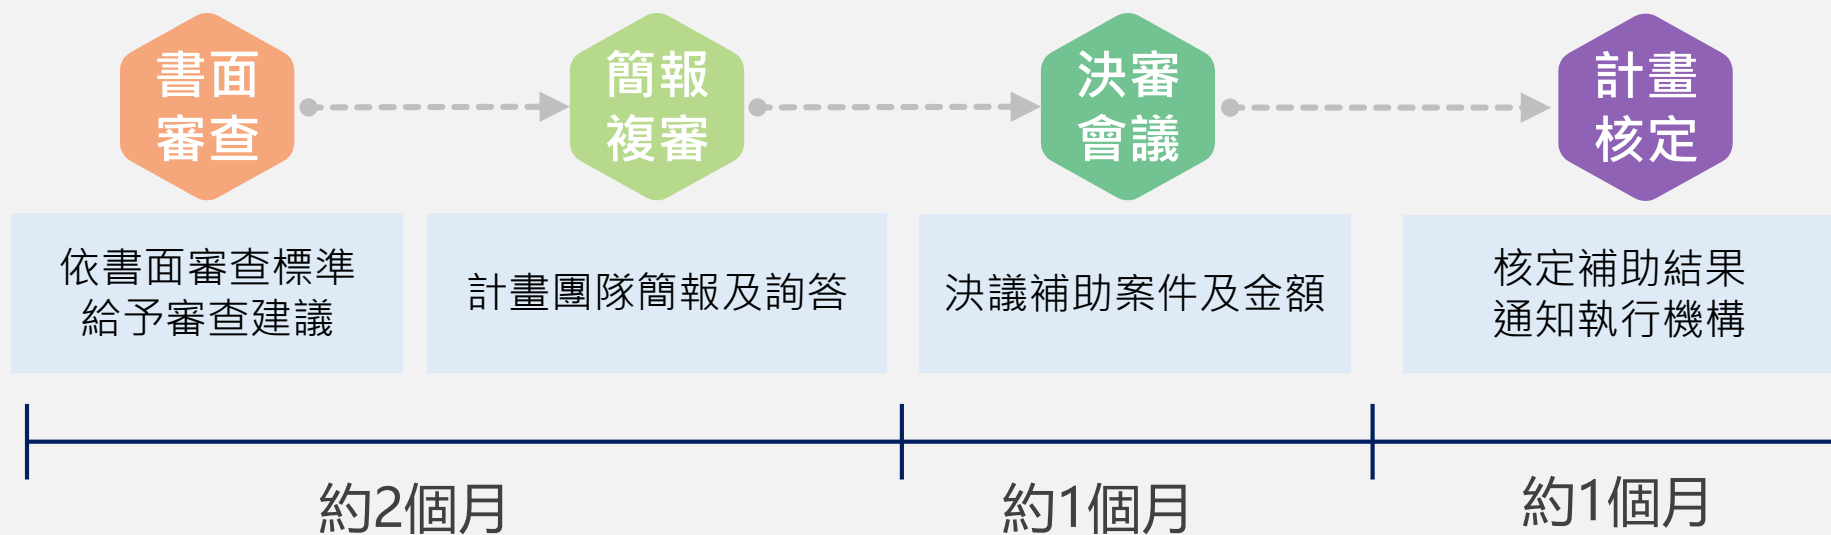 書面
審查
簡報
複審
決審
會議
計畫
核定
依書面審查標準
給予審查建議
計畫團隊簡報及詢答
決議補助案件及金額
核定補助結果
通知執行機構
約2個月
約1個月
約1個月